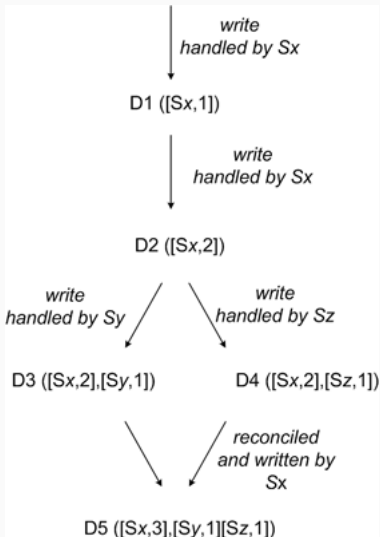 write
handled by Sx
D1 ([Sx,1])
write
handled by Sx
D2 ([Sx,2])
write
handled by Sy
write
handled by Sz
D3 ([Sx,2],[Sy,1])
D4 ([Sx,2],[Sz,1])
reconciled
and written by
Sx
D5 ([Sx,3],[Sy,1][Sz,1])